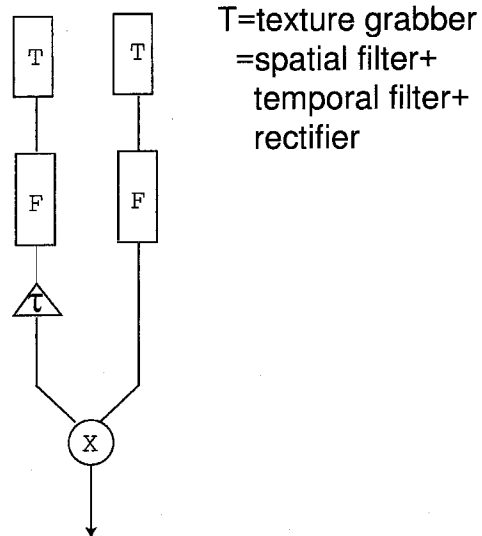 T T
F F
τ
X
T=texture grabber
=spatial filter+
temporal filter+
rectifier